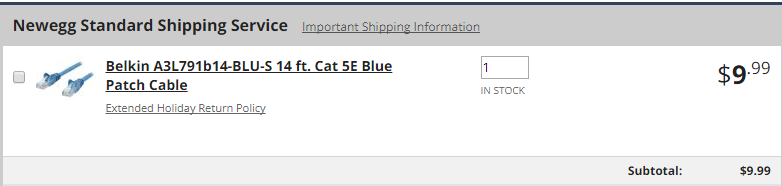 Newegg Standard Shipping Service Important Shipping Information
Belkin A3L791b14-BLU-S 14 ft. Cat 5E Blue
Patch Cable
1
$9.99
IN STOCK
Extended Holiday Return Policy
Subtotal: $9.99